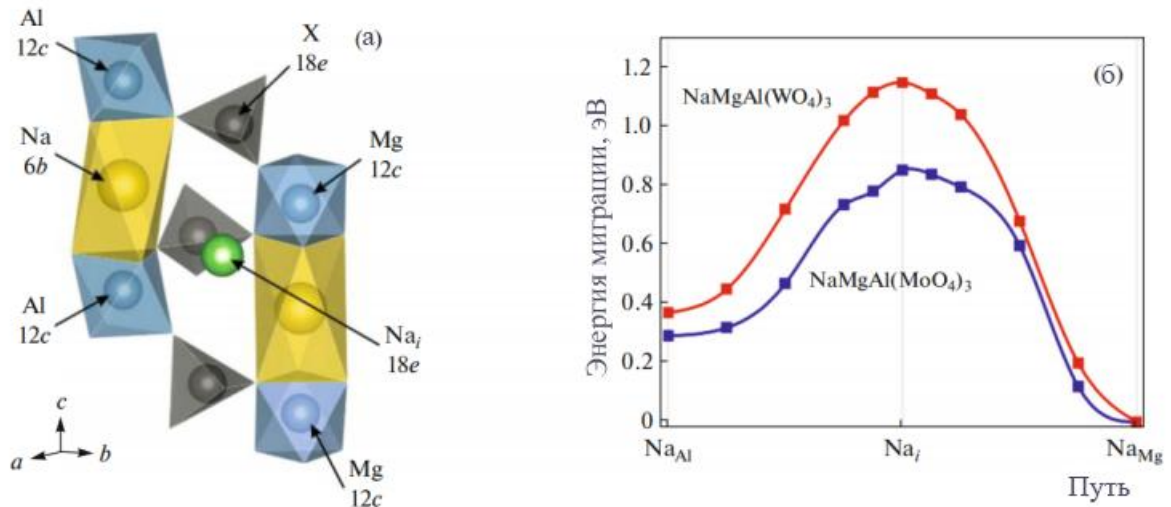 Al
12c
X
18e
(а)
Na
6b
Mg
12c
Al
12c
Na_i
18e
Mg
12c
c
a
b
(б)
Энергия миграции, эВ
1.2
1.0
0.8
0.6
0.4
0.2
0
NaMgAl(WO₄)₃
NaMgAl(MoO₄)₃
Na_Al
Na_i
Na_Mg
Путь